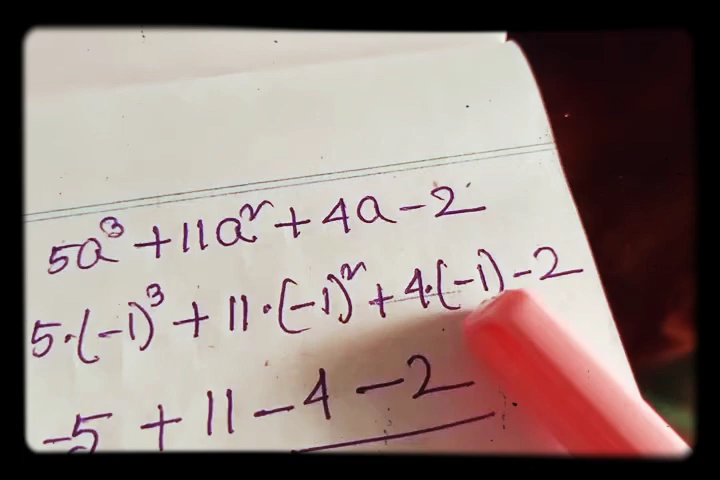 5a³ + 11a² + 4a - 2
5·(-1)³ + 11·(-1)² + 4·(-1) - 2
-5 + 11 - 4 - 2